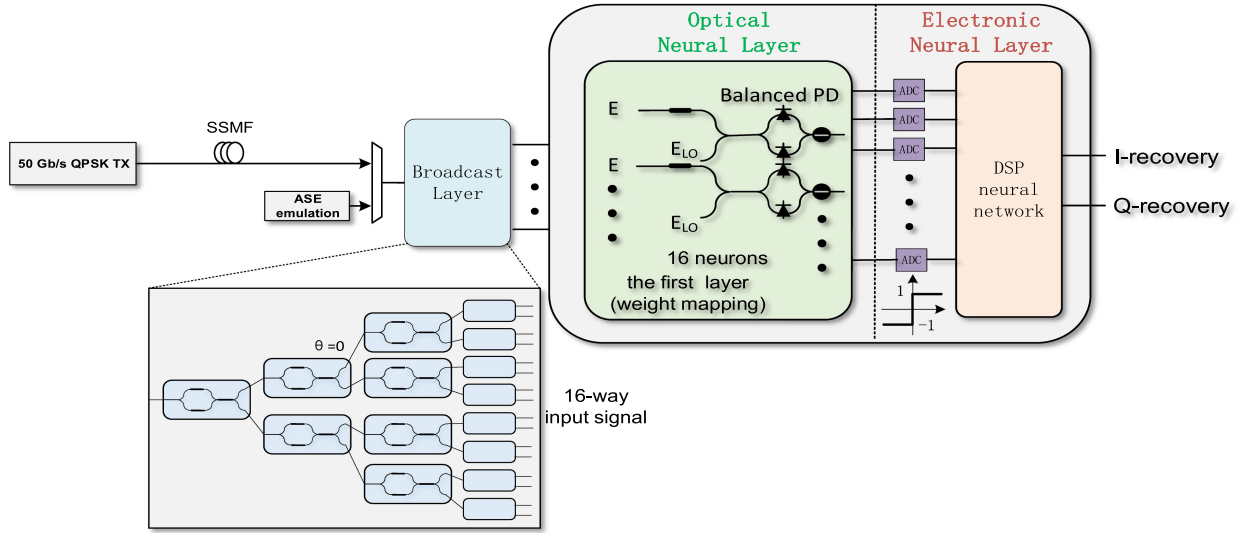 Optical
Neural Layer
Electronic
Neural Layer
50 Gb/s QPSK TX
SSMF
ASE
emulation
Broadcast
Layer
E
E_LO
E
E_LO
Balanced PD
16 neurons
the first layer
(weight mapping)
ADC
ADC
ADC
ADC
1
-1
DSP
neural
network
I-recovery
Q-recovery
θ=0
16-way
input signal